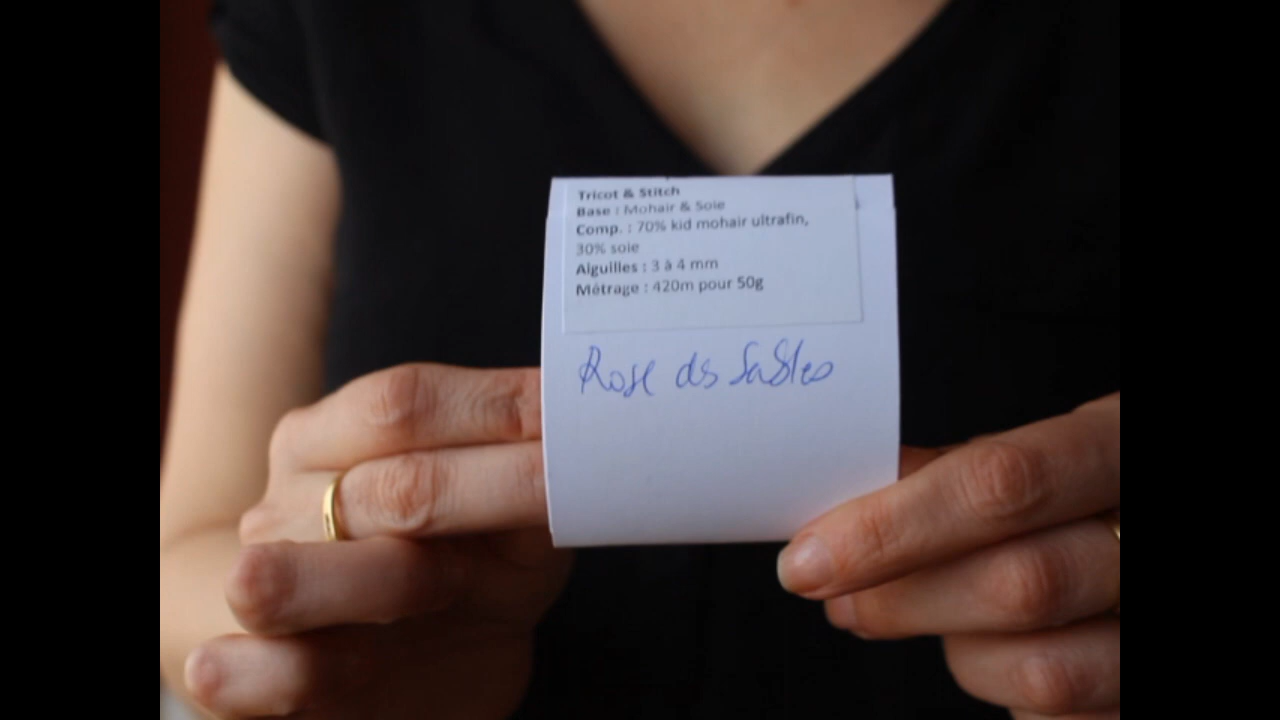 Tricot & Stitch
Base : Mohair & Soie
Comp. : 70% kid mohair ultrafin,
30% soie
Aiguilles : 3 à 4 mm
Métrage : 420m pour 50g
Rose des Sables